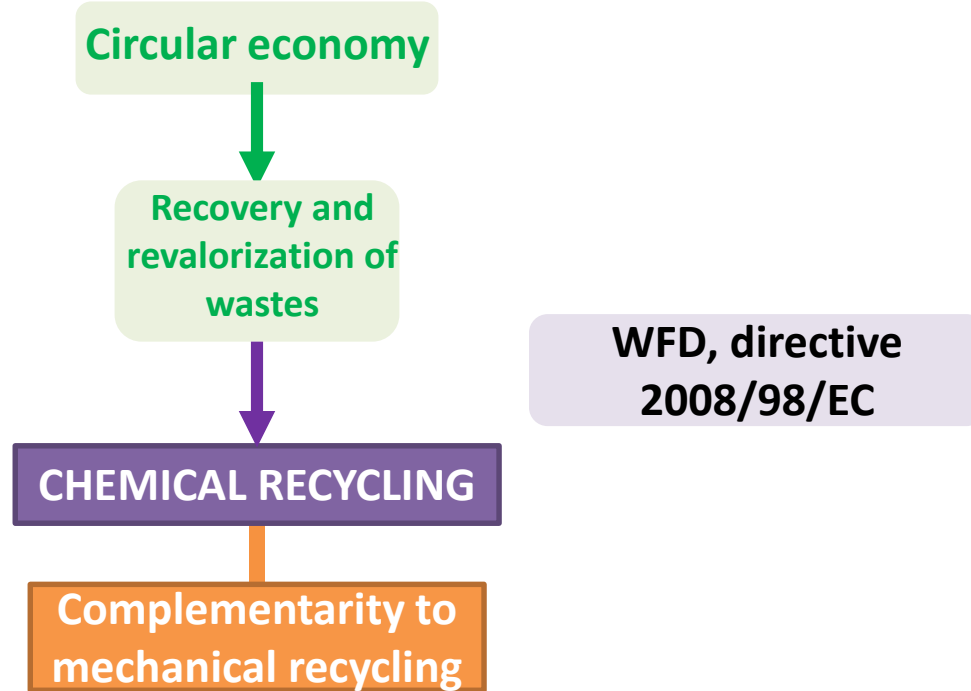 Circular economy
Recovery and
revalorization of
wastes
WFD, directive
2008/98/EC
CHEMICAL RECYCLING
Complementarity to
mechanical recycling